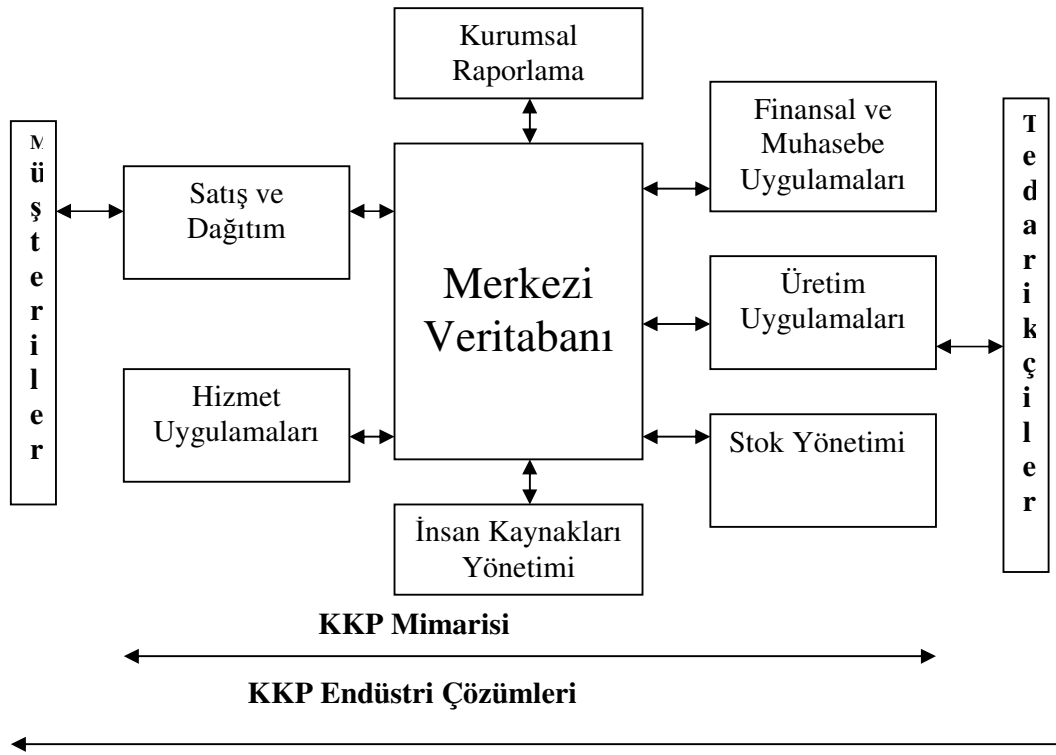 Kurumsal
Raporlama
Finansal ve
Muhasebe
Uygulamaları
Müşteriler
Satış ve
Dağıtım
Merkezi
Veritabanı
Üretim
Uygulamaları
Tedarikçiler
Hizmet
Uygulamaları
Stok Yönetimi
İnsan Kaynakları
Yönetimi
KKP Mimarisi
KKP Endüstri Çözümleri